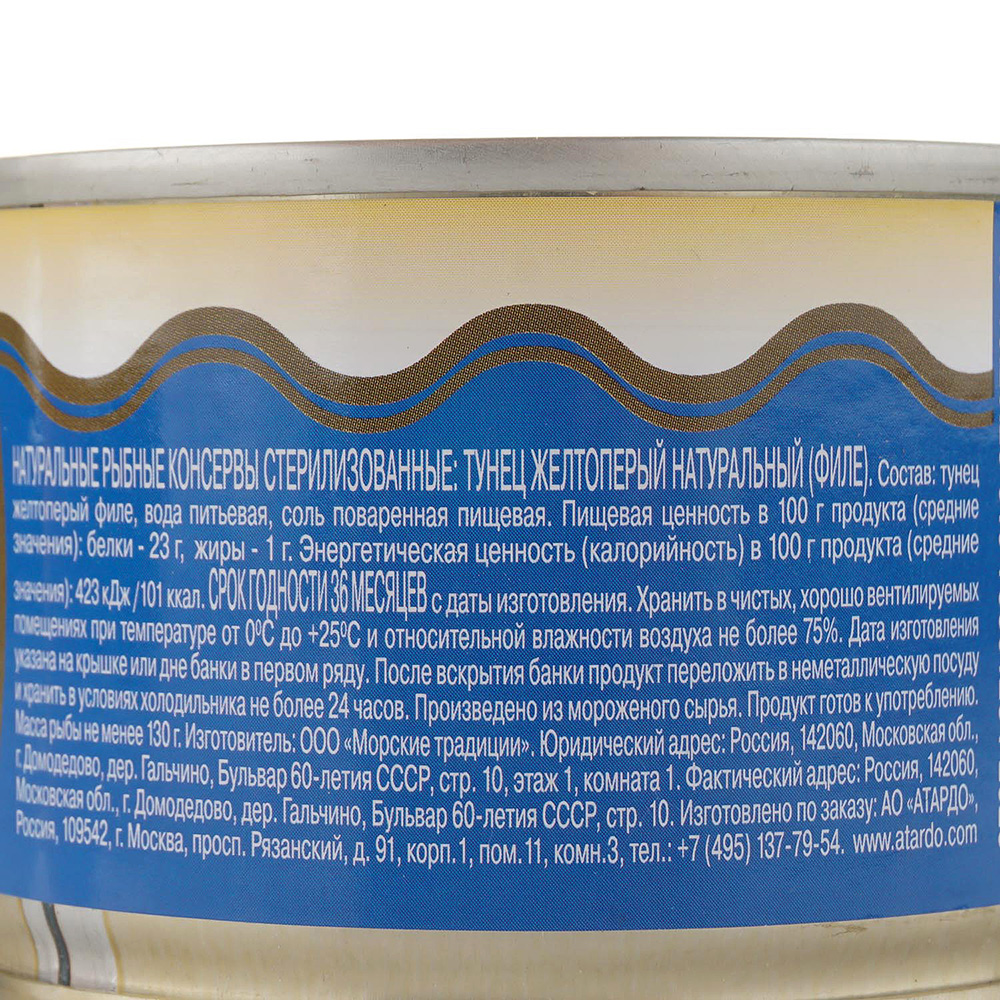 НАТУРАЛЬНЫЕ РЫБНЫЕ КОНСЕРВЫ СТЕРИЛИЗОВАННЫЕ: ТУНЕЦ ЖЕЛТОПЕРЫЙ НАТУРАЛЬНЫЙ (ФИЛЕ). Состав: тунец
желтоперый филе, вода питьевая, соль поваренная пищевая. Пищевая ценность в 100 г продукта (средние
значения): белки - 23 г, жиры - 1 г. Энергетическая ценность (калорийность) в 100 г продукта (средние
значения): 423 кДж /101 ккал. СРОК ГОДНОСТИ 36 МЕСЯЦЕВ с даты изготовления. Хранить в чистых, хорошо вентилируемых
помещениях при температуре от 0⁰С до +25⁰С и относительной влажности воздуха не более 75%. Дата изготовления
указана на крышке или дне банки в первом ряду. После вскрытия банки продукт переложить в неметаллическую посуду
и хранить в условиях холодильника не более 24 часов. Произведено из мороженого сырья. Продукт готов к употреблению.
Масса рыбы не менее 130 г. Изготовитель: ООО «Морские традиции». Юридический адрес: Россия, 142060, Московская обл.,
г. Домодедово, дер. Гальчино, Бульвар 60-летия СССР, стр. 10, этаж 1, комната 1. Фактический адрес: Россия, 142060,
Московская обл., г. Домодедово, дер. Гальчино, Бульвар 60-летия СССР, стр. 10. Изготовлено по заказу: АО «АТАРДО»,
Россия, 109542, г. Москва, просп. Рязанский, д. 91, корп.1, пом.11, комн.3, тел.: +7 (495) 137-79-54. www.atardo.com